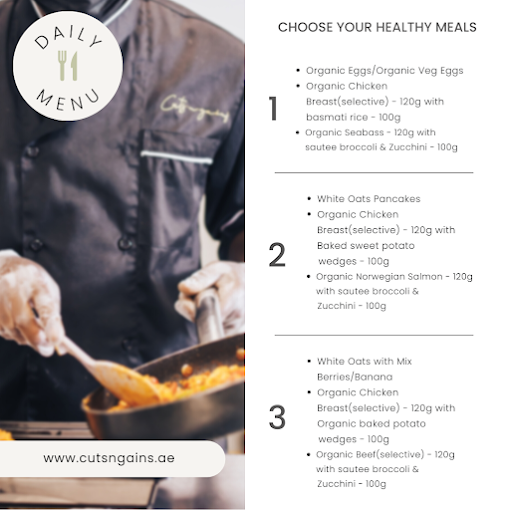 DAILY
MENU
Cutsngains
www.cutsngains.ae
CHOOSE YOUR HEALTHY MEALS
1
• Organic Eggs/Organic Veg Eggs
• Organic Chicken
Breast(selective) - 120g with
basmati rice - 100g
• Organic Seabass - 120g with
sautee broccoli & Zucchini - 100g
2
• White Oats Pancakes
• Organic Chicken
Breast(selective) - 120g with
Baked sweet potato
wedges - 100g
• Organic Norwegian Salmon - 120g
with sautee broccoli &
Zucchini - 100g
3
• White Oats with Mix
Berries/Banana
• Organic Chicken
Breast(selective) - 120g with
Organic baked potato
wedges - 100g
• Organic Beef(selective) - 120g
with sautee broccoli &
Zucchini - 100g